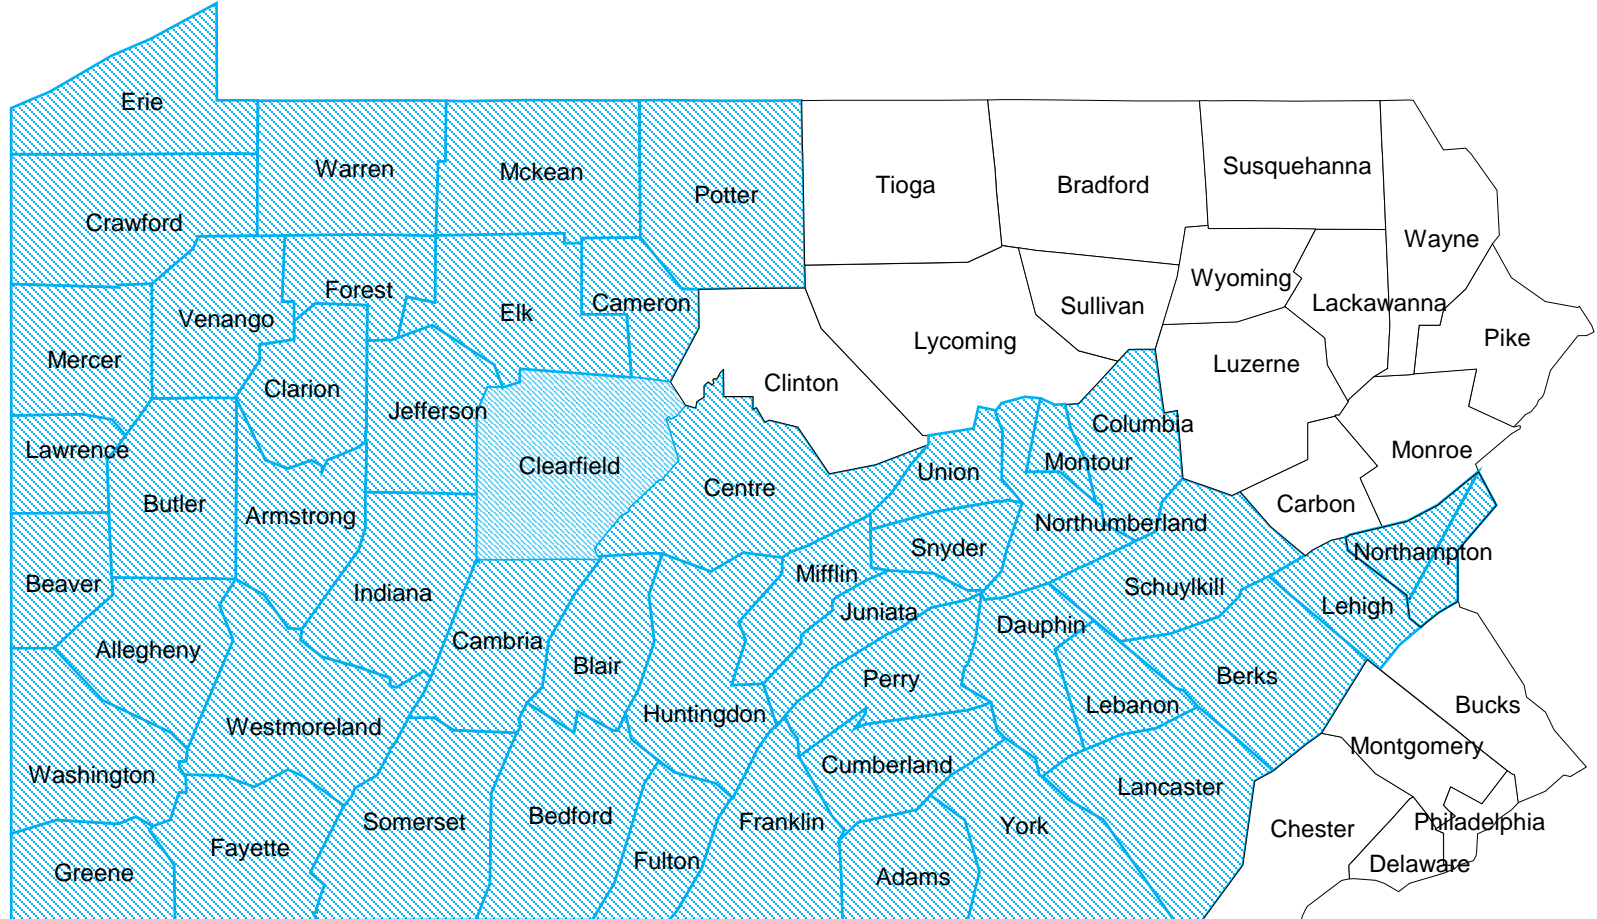 Erie
Warren
Mckean
Potter
Tioga
Bradford
Susquehanna
Crawford
Wayne
Forest
Venango
Elk
Cameron
Wyoming
Lackawanna
Sullivan
Lycoming
Pike
Mercer
Luzerne
Clarion
Clinton
Jefferson
Columbia
Lawrence
Clearfield
Montour
Union
Monroe
Centre
Butler
Armstrong
Carbon
Northumberland
Snyder
Northampton
Beaver
Mifflin
Schuylkill
Indiana
Juniata
Lehigh
Dauphin
Cambria
Allegheny
Blair
Perry
Berks
Lebanon
Bucks
Huntingdon
Westmoreland
Montgomery
Washington
Cumberland
Lancaster
Somerset
Bedford
Franklin
York
Chester
Philadelphia
Fayette
Fulton
Delaware
Greene
Adams